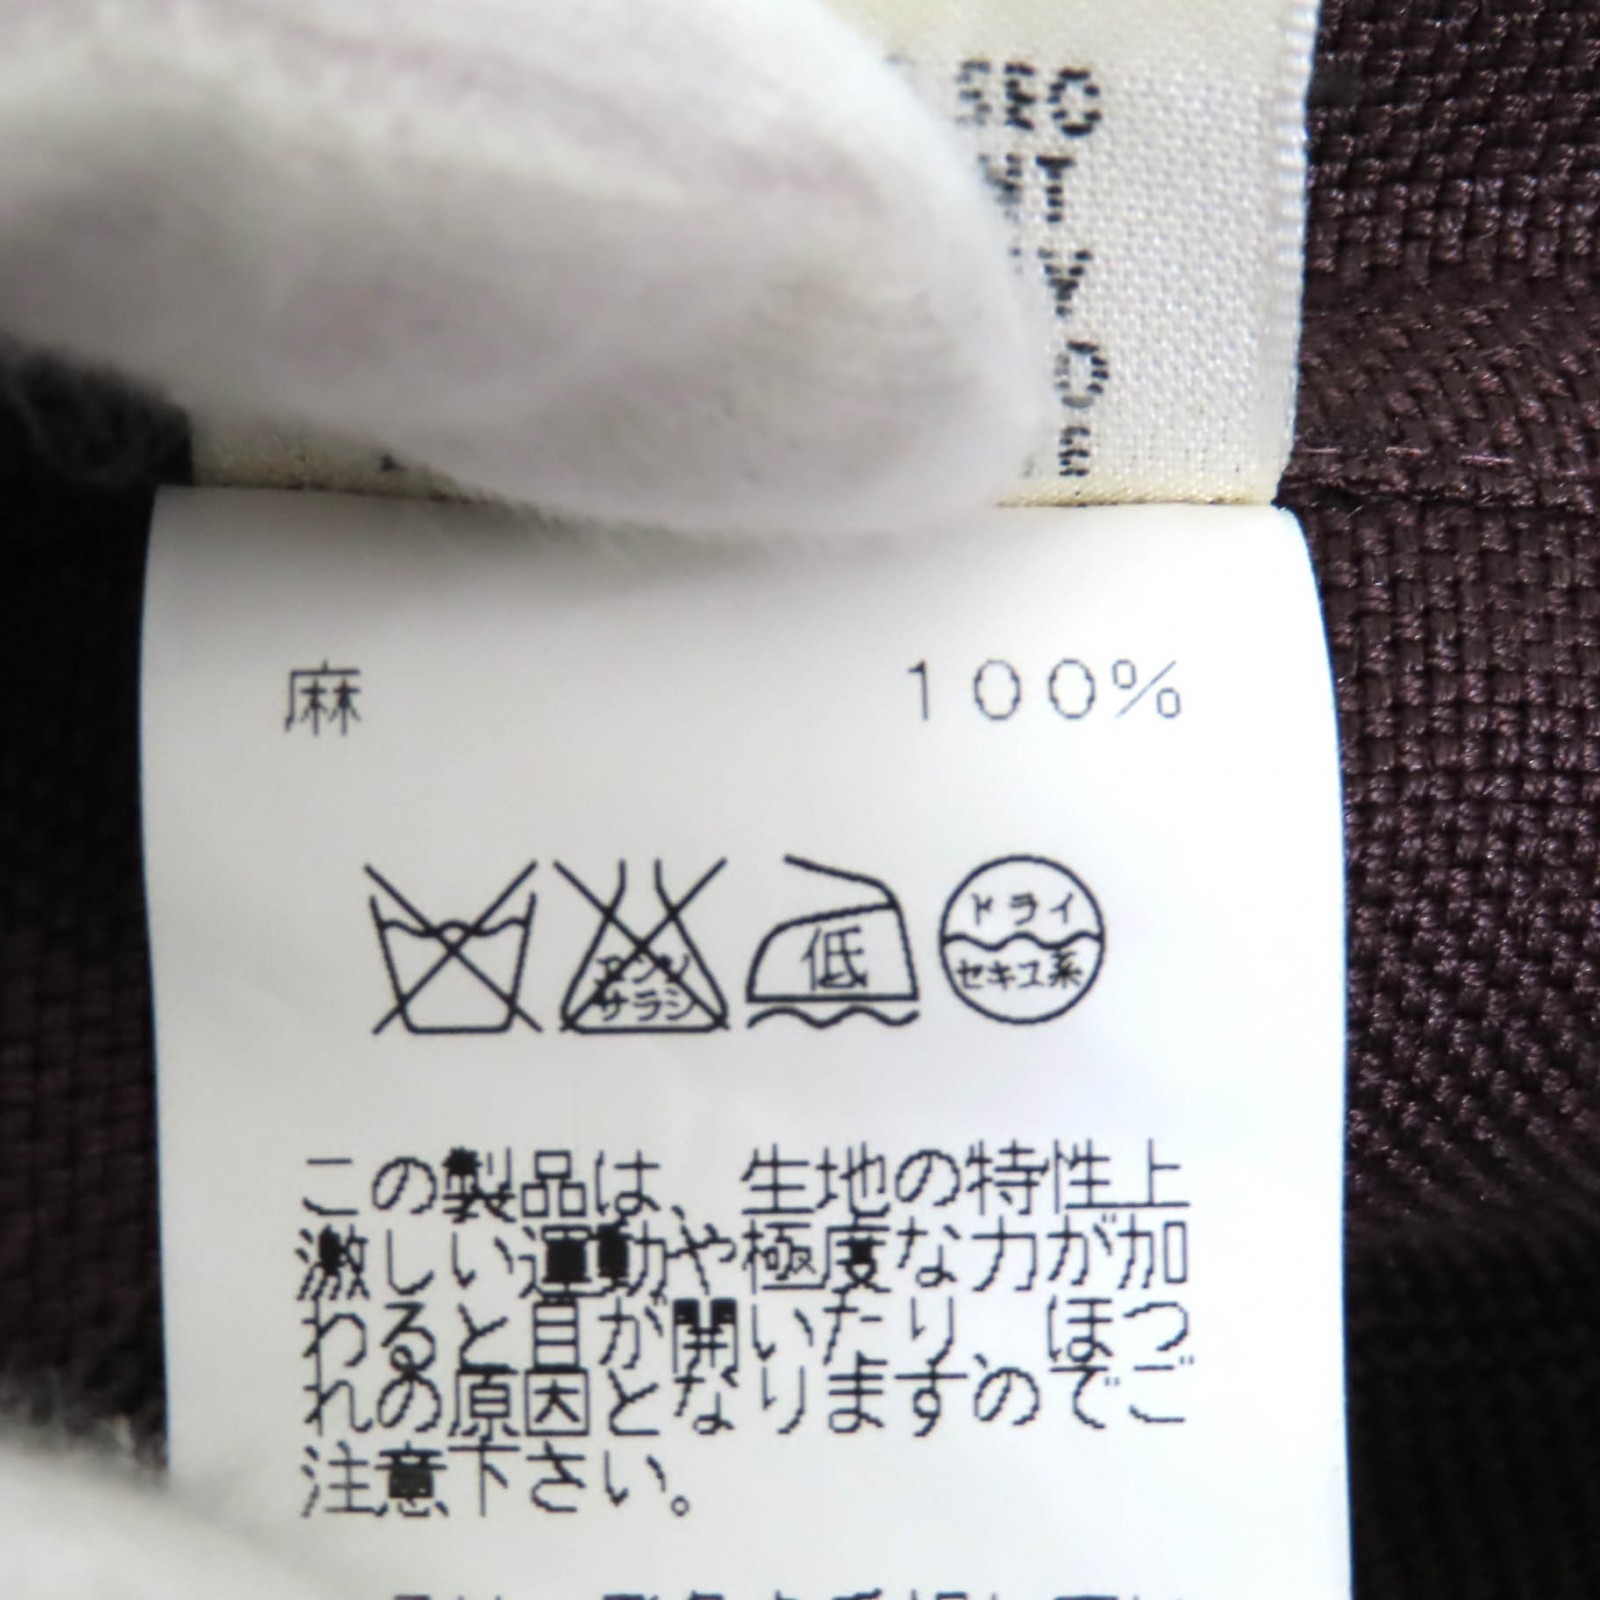 麻 100%
エンソ
サラシ
低
ドライ
セキユ系
この製品は、生地の特性上
激しい運動や極度な力が加
わると目が開いたり、ほつ
れの原因となりますのでご
注意下さい。